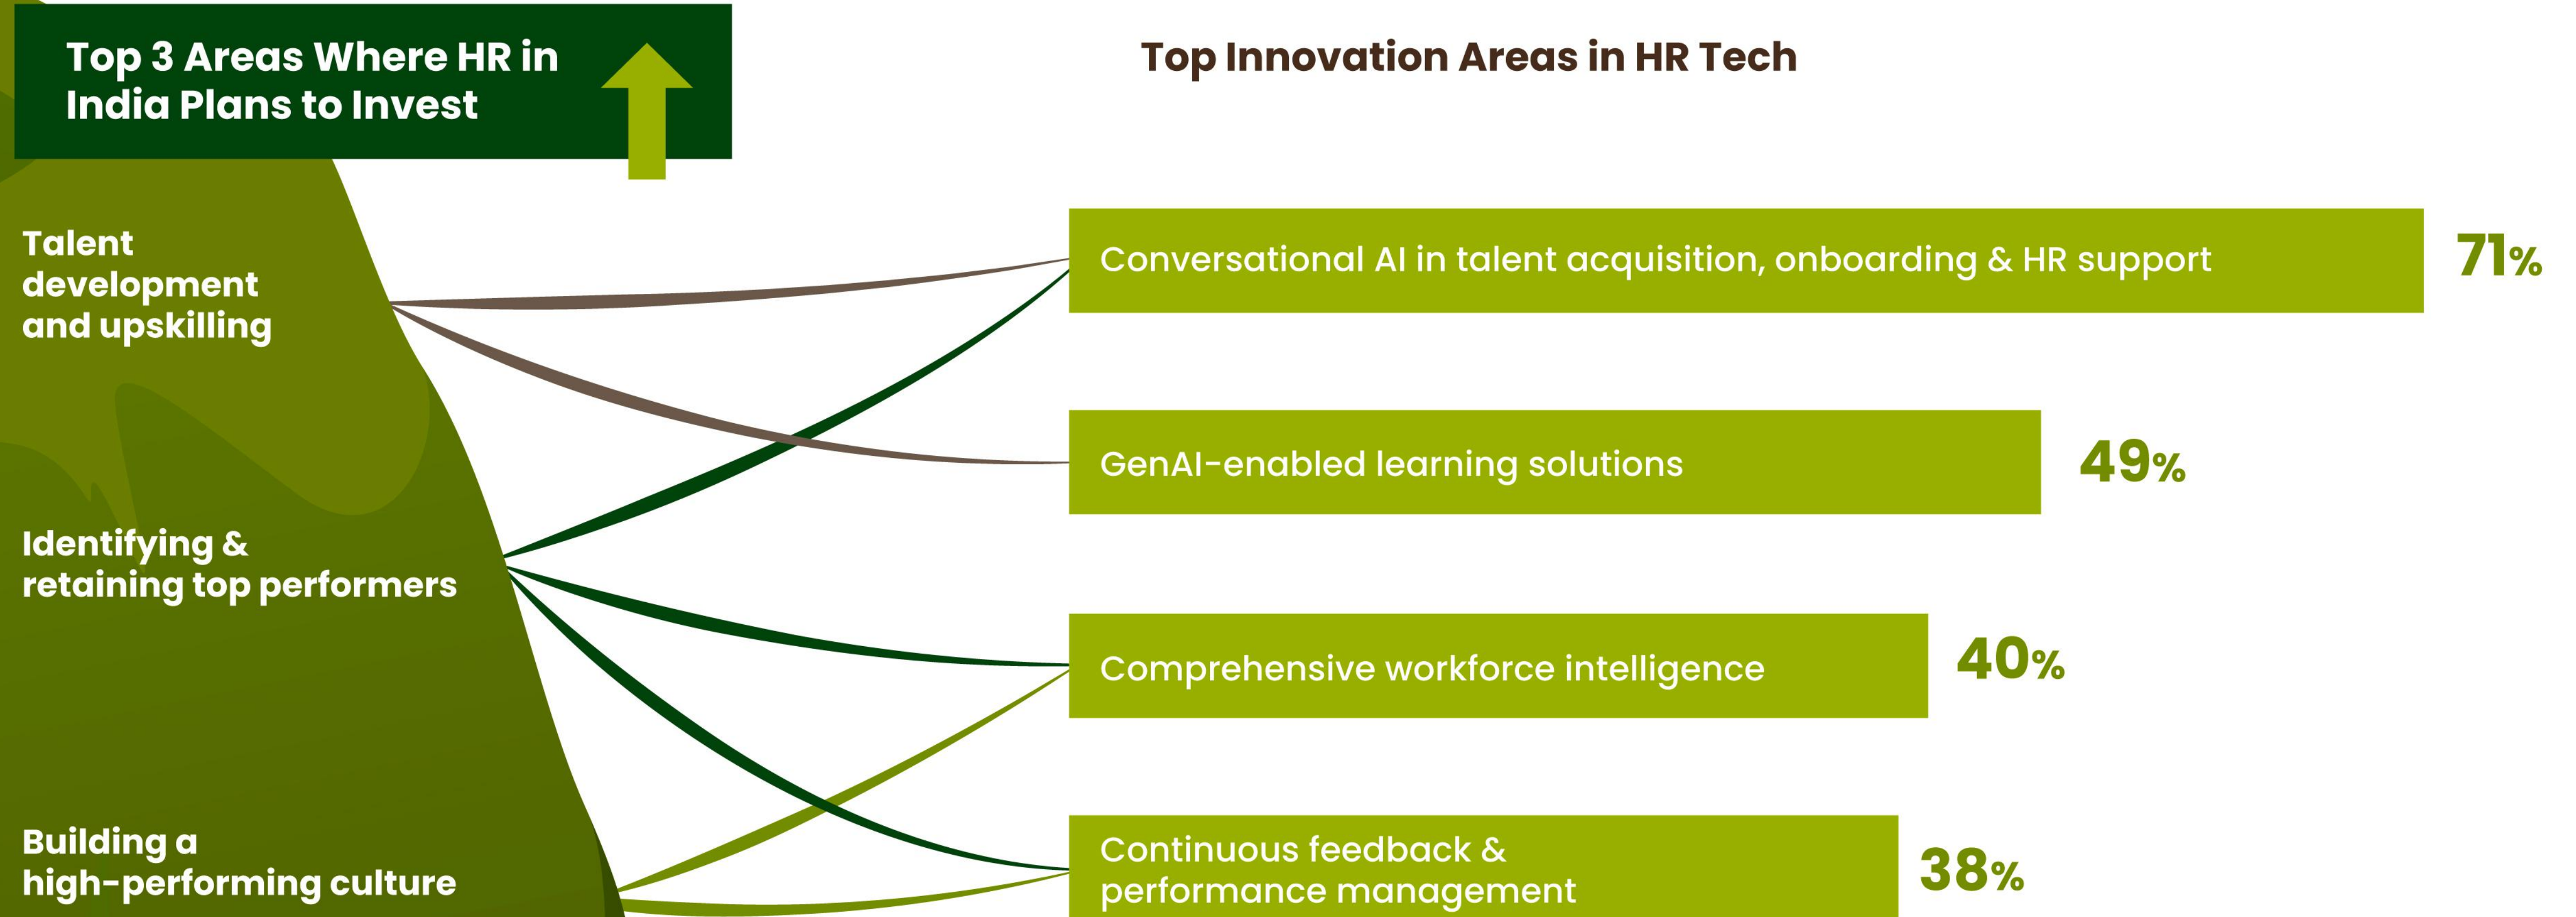 Top 3 Areas Where HR in
India Plans to Invest
Top Innovation Areas in HR Tech
Talent
development
and upskilling
Identifying &
retaining top performers
Building a
high-performing culture
Conversational AI in talent acquisition, onboarding & HR support
71%
GenAI-enabled learning solutions
49%
Comprehensive workforce intelligence
40%
Continuous feedback &
performance management
38%